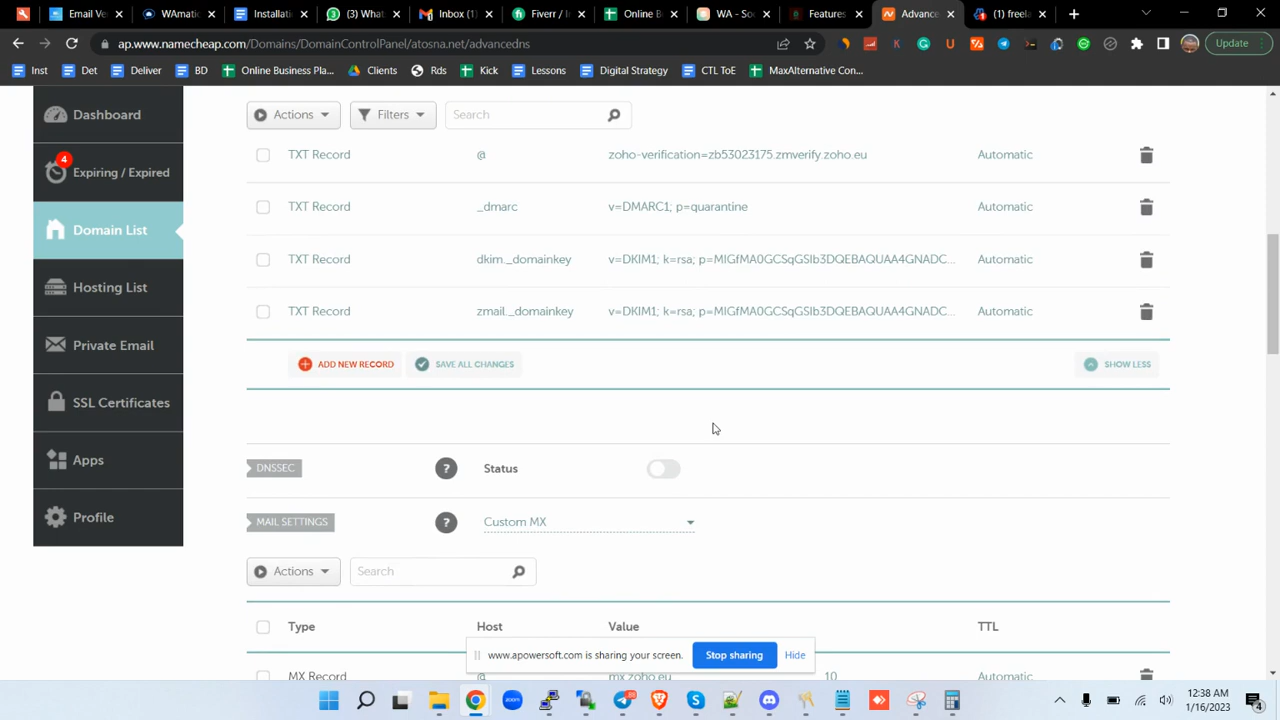 Email Ve
WAmatic
Installatio
(3) Whats
Inbox (1)
Fiverr / I
Online B
WA - So
Features
Advance
(1) freela
ap.www.namecheap.com/Domains/DomainControlPanel/atosna.net/advancedns
Update
Inst
Det
Deliver
BD
Online Business Pla...
Clients
Rds
Kick
Lessons
Digital Strategy
CTL ToE
MaxAlternative Con...
Dashboard
4
Expiring / Expired
Domain List
Hosting List
Private Email
SSL Certificates
Apps
Profile
Actions
Filters
Search
TXT Record @ zoho-verification=zb53023175.zmverify.zoho.eu Automatic
TXT Record _dmarc v=DMARC1; p=quarantine Automatic
TXT Record dkim._domainkey v=DKIM1; k=rsa; p=MIGfMA0GCSqGSIb3DQEBAQUAA4GNADC... Automatic
TXT Record zmail._domainkey v=DKIM1; k=rsa; p=MIGfMA0GCSqGSIb3DQEBAQUAA4GNADC... Automatic
ADD NEW RECORD
SAVE ALL CHANGES
SHOW LESS
DNSSEC
?
Status
MAIL SETTINGS
?
Custom MX
Actions
Search
Type Host Value TTL
www.apowersoft.com is sharing your screen.
Stop sharing
Hide
MX Record @ mx.zoho.eu 10 Automatic
12:38 AM
1/16/2023
4